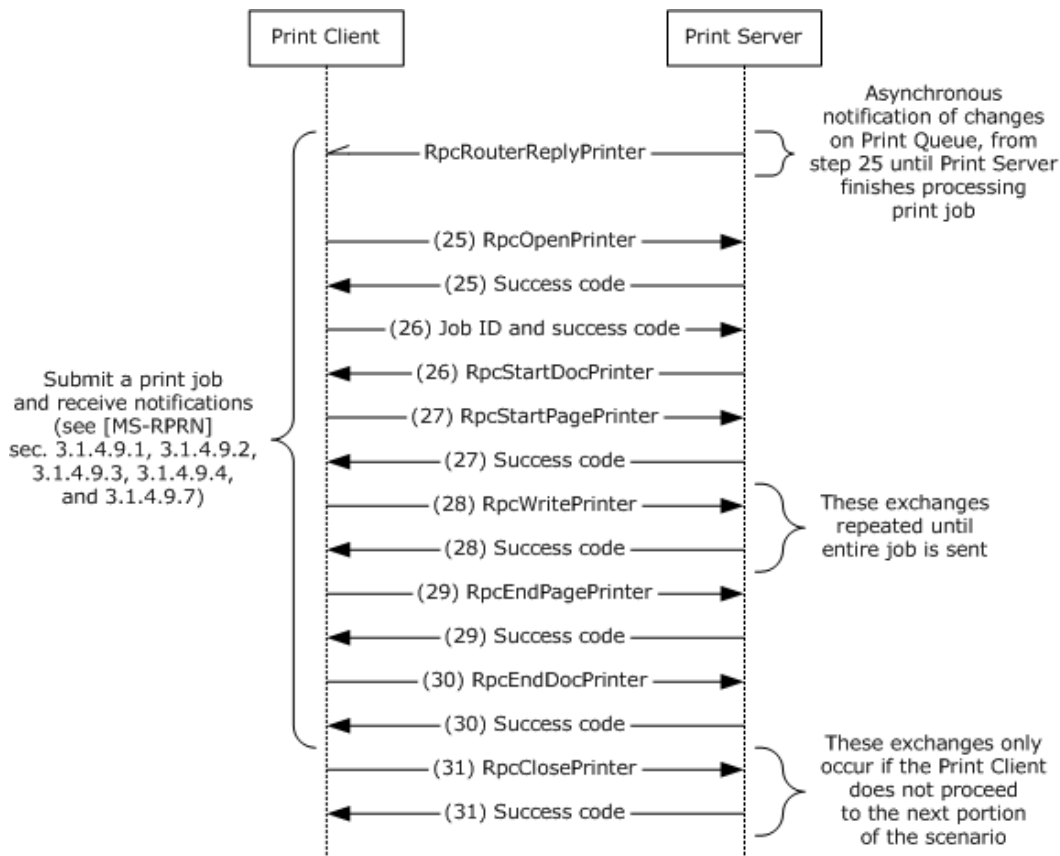 Print Client
Print Server
Asynchronous
notification of changes
on Print Queue, from
step 25 until Print Server
finishes processing
print job
RpcRouterReplyPrinter
(25) RpcOpenPrinter
(25) Success code
(26) Job ID and success code
(26) RpcStartDocPrinter
(27) RpcStartPagePrinter
(27) Success code
(28) RpcWritePrinter
(28) Success code
(29) RpcEndPagePrinter
(29) Success code
(30) RpcEndDocPrinter
(30) Success code
(31) RpcClosePrinter
(31) Success code
Submit a print job
and receive notifications
(see [MS-RPRN]
sec. 3.1.4.9.1, 3.1.4.9.2,
3.1.4.9.3, 3.1.4.9.4,
and 3.1.4.9.7)
These exchanges
repeated until
entire job is sent
These exchanges only
occur if the Print Client
does not proceed
to the next portion
of the scenario